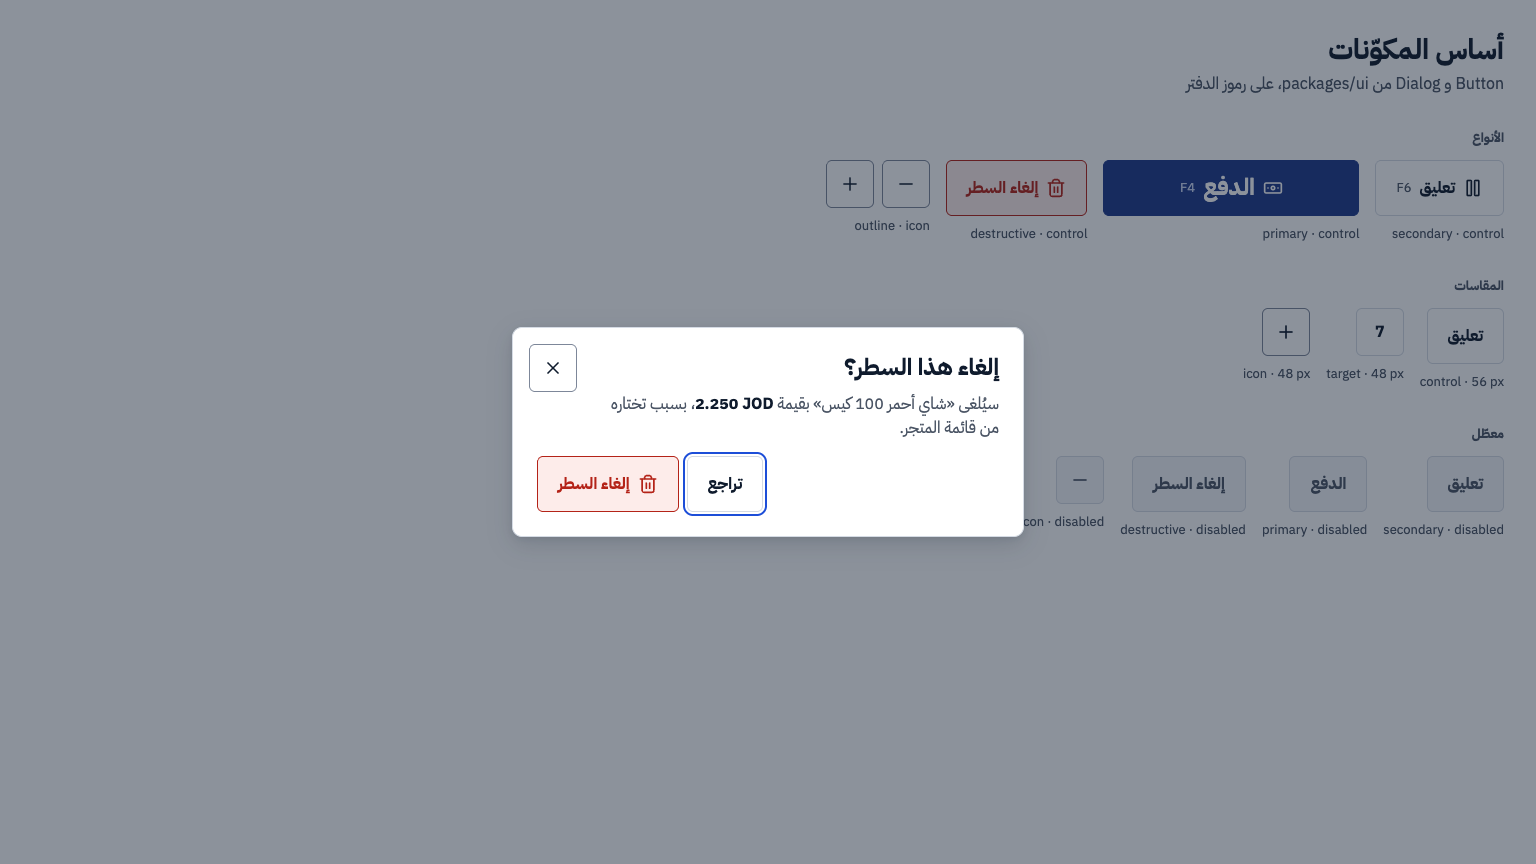 أساس المكوّنات
Button و Dialog من packages/ui، على رموز الدفتر
الأنواع
تعليق F6
الدفع F4
إلغاء السطر
secondary · control
primary · control
destructive · control
outline · icon
المقاسات
تعليق
7
control · 56 px
target · 48 px
icon · 48 px
إلغاء هذا السطر؟
سيُلغى «شاي أحمر 100 كيس» بقيمة 2.250 JOD، بسبب تختاره
من قائمة المتجر.
تراجع
إلغاء السطر
معطّل
تعليق
الدفع
إلغاء السطر
secondary · disabled
primary · disabled
destructive · disabled
con · disabled